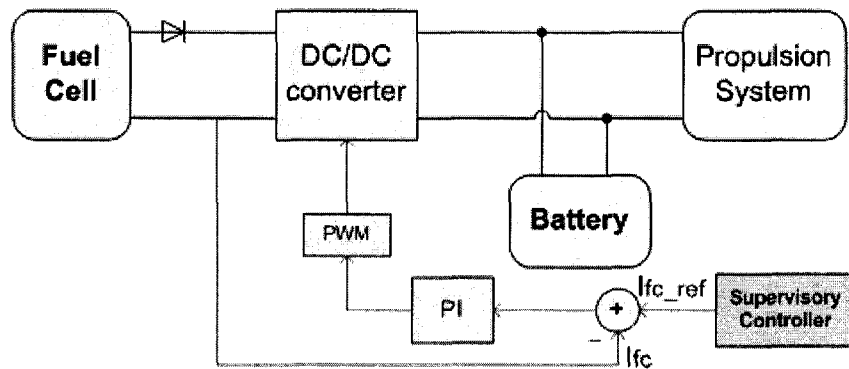 Fuel
Cell
DC/DC
converter
Propulsion
System
Battery
PWM
PI
+
Ifc_ref
Supervisory
Controller
−
Ifc